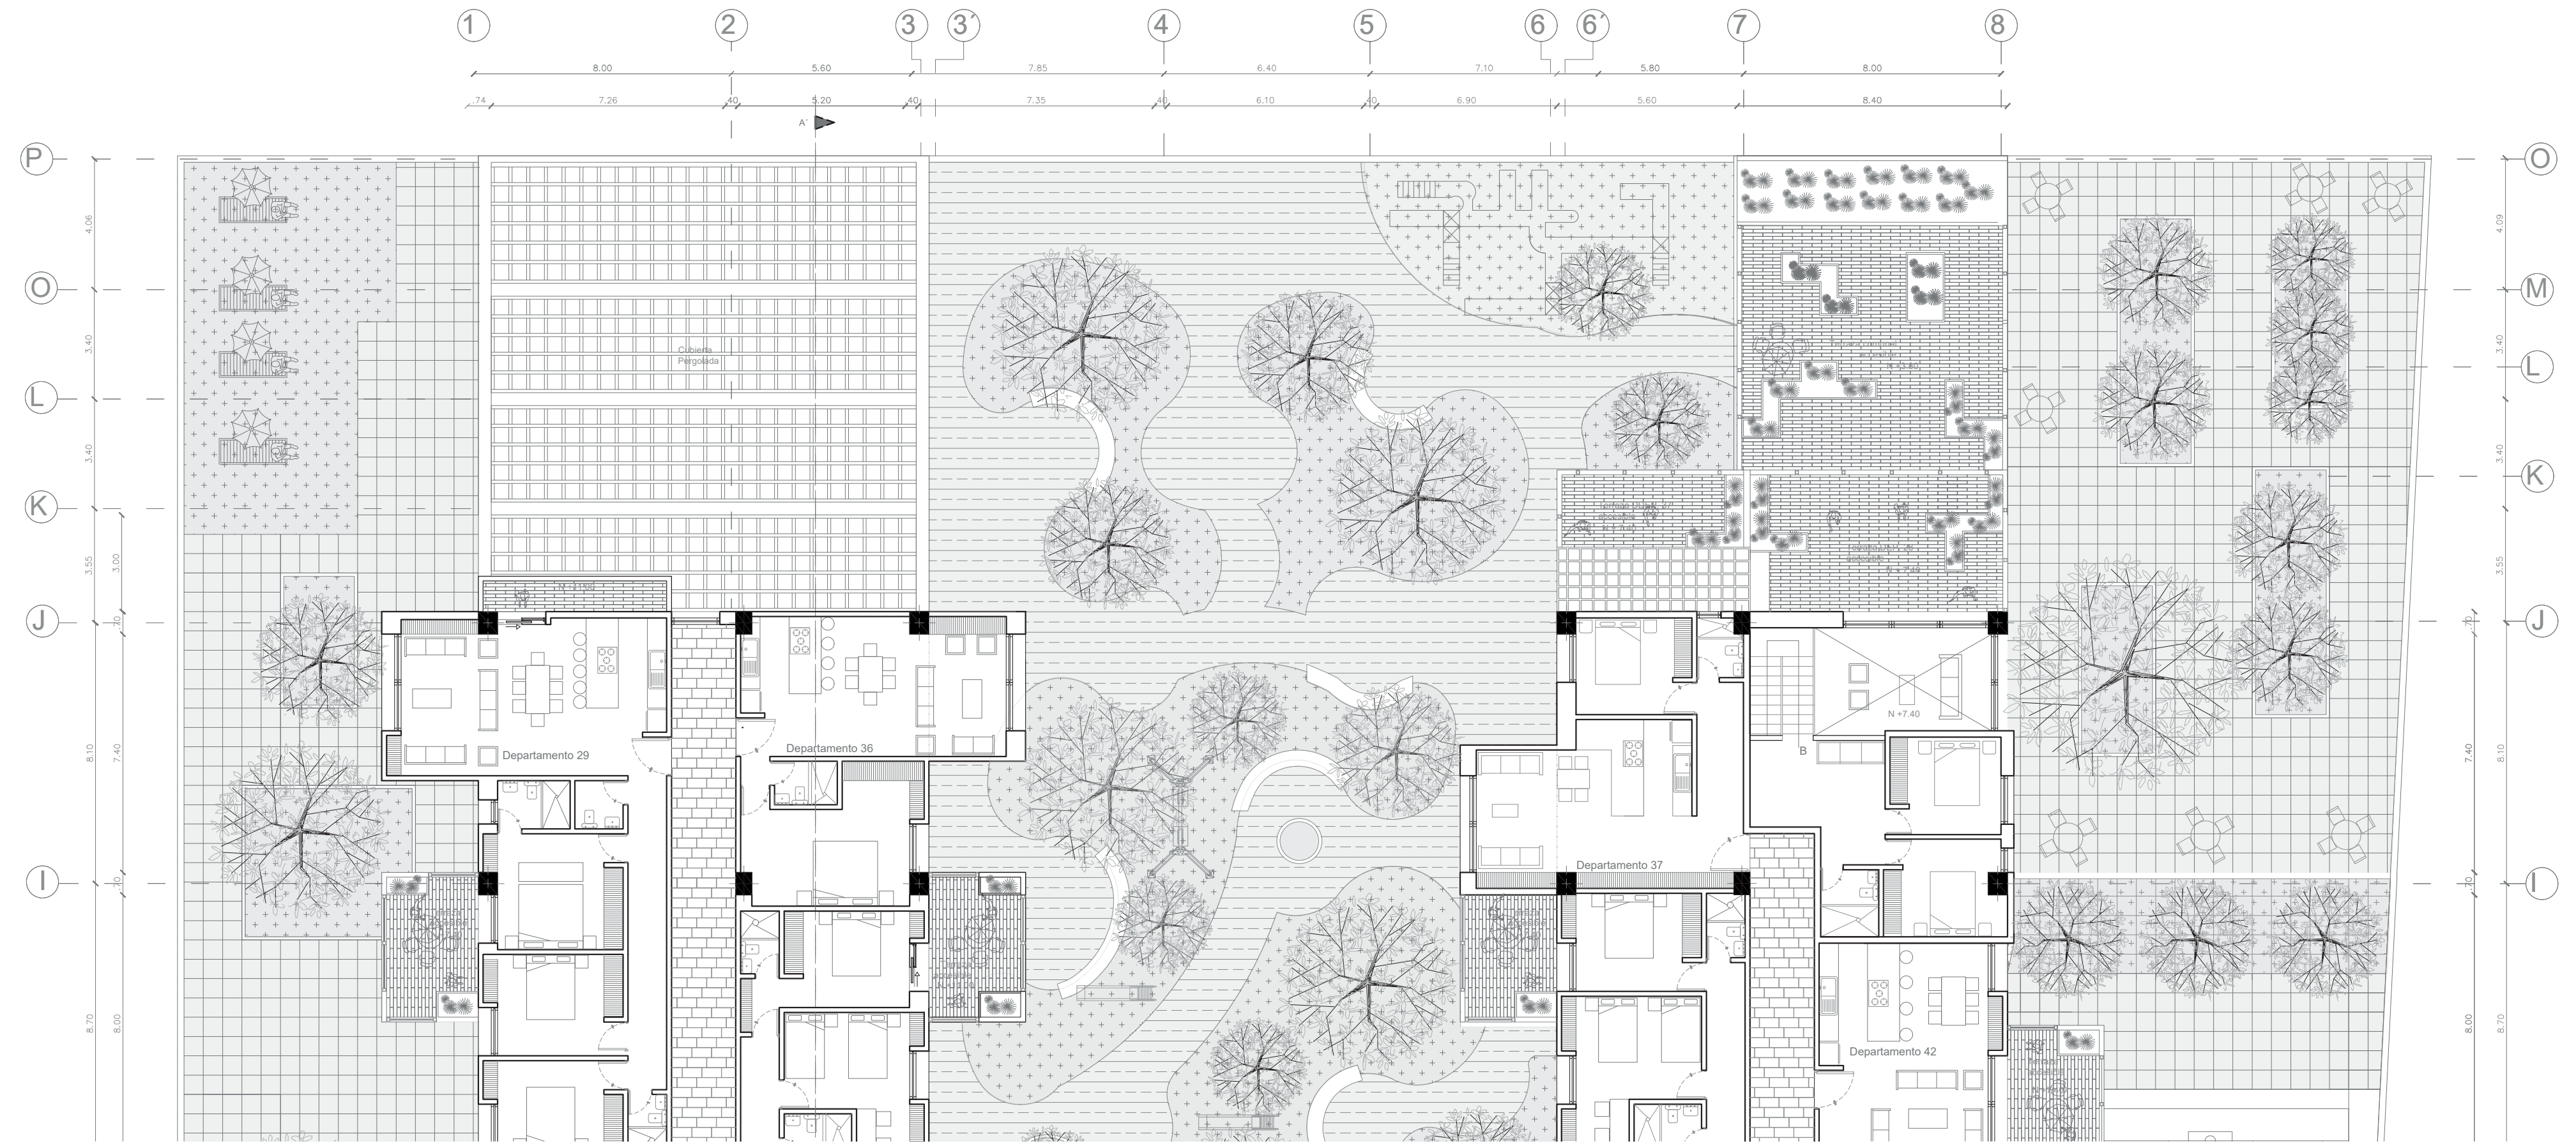 1 2 3 3´ 4 5 6 6´ 7 8
8.00 5.60 7.85 6.40 7.10 5.80 8.00
.74 7.26 .40 5.20 .40 7.35 .40 6.10 .40 6.90 5.60 8.40
A´
P O
4.06 4.09
O M
3.40 3.40
Cubierta
Pergolada
L L
3.40 3.40
K K
3.55 3.00 3.55
J J
.70 .70
N +7.40
Departamento 29 Departamento 36
B
8.10 7.40 7.40 8.10
Departamento 37
I I
.70 .70
8.70 8.00 8.00 8.70
Departamento 42